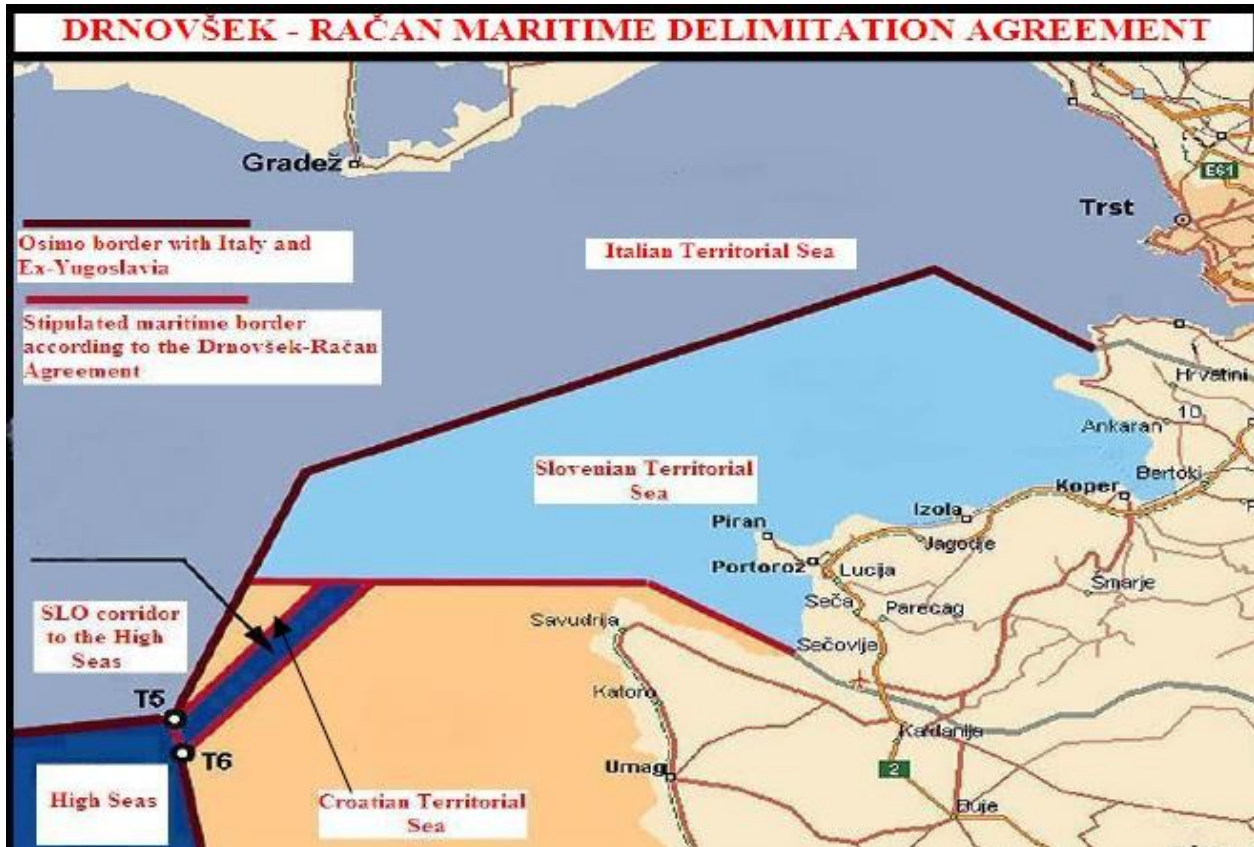 DRNOVŠEK - RAČAN MARITIME DELIMITATION AGREEMENT
Gradež
E61
Trst
Osimo border with Italy and
Ex-Yugoslavia
Italian Territorial Sea
Stipulated maritime border
according to the Drnovšek-Račan
Agreement
Hrvatini
10
Ankaran
Slovenian Territorial
Sea
Bertoki
Koper
Izola
Piran
Jagodje
Portorož
Lucija
Šmarje
Seča
Parecag
SLO corridor
to the High
Seas
Savudrija
Sečovlje
T5
Katoro
T6
Kaldanija
Umag
2
High Seas
Croatian Territorial
Sea
Buje